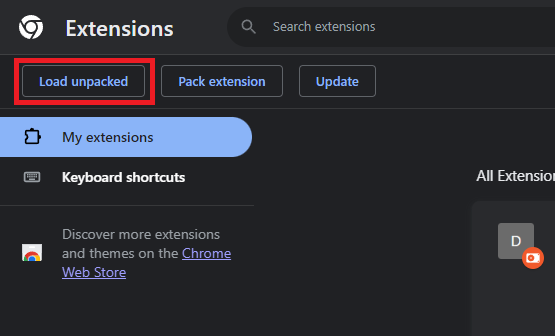 Extensions
Search extensions
Load unpacked
Pack extension
Update
My extensions
Keyboard shortcuts
All Extension
Discover more extensions
and themes on the Chrome
Web Store
D